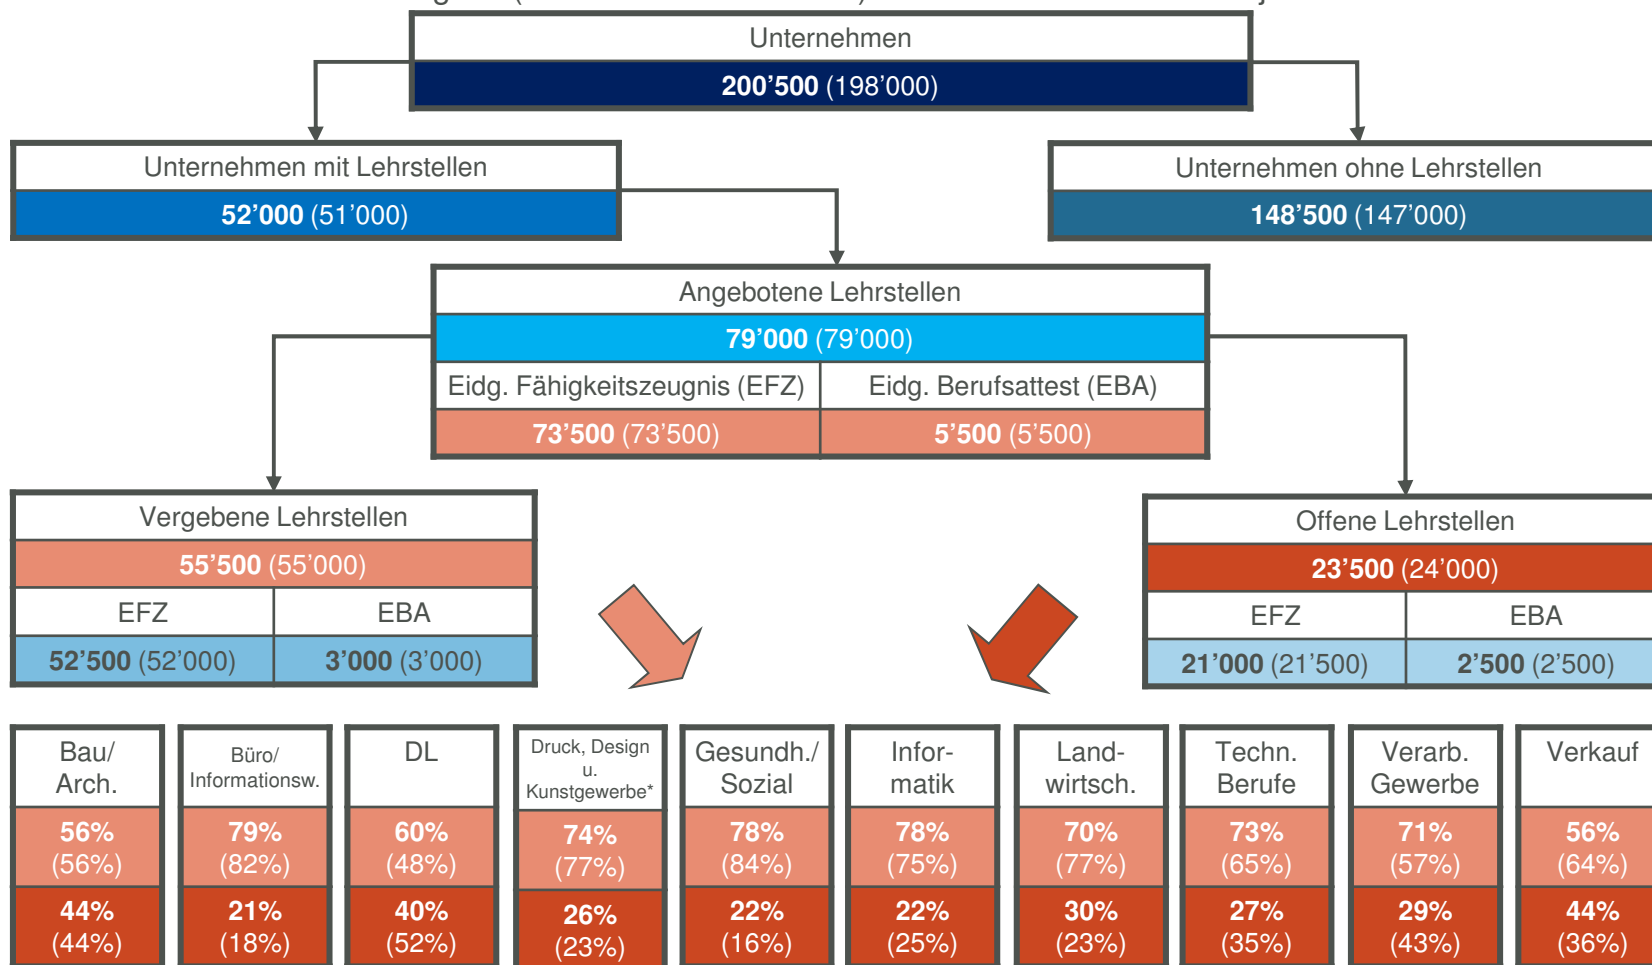 Unternehmen
200’500 (198’000)
Unternehmen mit Lehrstellen
52’000 (51’000)
Unternehmen ohne Lehrstellen
148’500 (147’000)
Angebotene Lehrstellen
79’000 (79’000)
Eidg. Fähigkeitszeugnis (EFZ)
Eidg. Berufsattest (EBA)
73’500 (73’500)
5’500 (5’500)
Vergebene Lehrstellen
55’500 (55’000)
EFZ
EBA
52’500 (52’000)
3’000 (3’000)
Offene Lehrstellen
23’500 (24’000)
EFZ
EBA
21’000 (21’500)
2’500 (2’500)
Bau/
Arch.
56%
(56%)
44%
(44%)
Büro/
Informationsw.
79%
(82%)
21%
(18%)
DL
60%
(48%)
40%
(52%)
Druck, Design
u.
Kunstgewerbe*
74%
(77%)
26%
(23%)
Gesundh./
Sozial
78%
(84%)
22%
(16%)
Infor-
matik
78%
(75%)
22%
(25%)
Land-
wirtsch.
70%
(77%)
30%
(23%)
Techn.
Berufe
73%
(65%)
27%
(35%)
Verarb.
Gewerbe
71%
(57%)
29%
(43%)
Verkauf
56%
(64%)
44%
(36%)